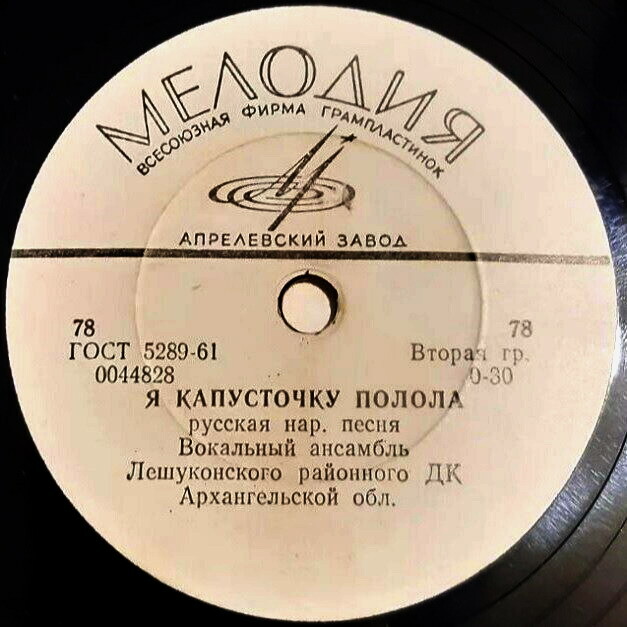 МЕЛОДИЯ
ВСЕСОЮЗНАЯ ФИРМА ГРАМПЛАСТИНОК
АПРЕЛЕВСКИЙ ЗАВОД
78 78
ГОСТ 5289-61 Вторая гр.
0044828 0-30
Я КАПУСТОЧКУ ПОЛОЛА
русская нар. песня
Вокальный ансамбль
Лешуконского районного ДК
Архангельской обл.